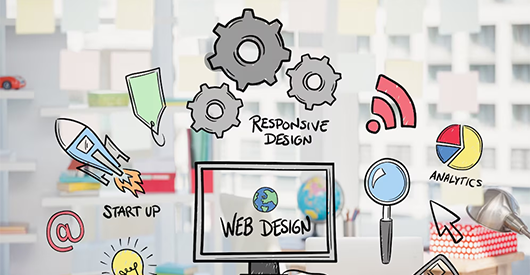 RESPONSIVE
DESIGN
ANALYTICS
START UP
WEB DESIGN
@